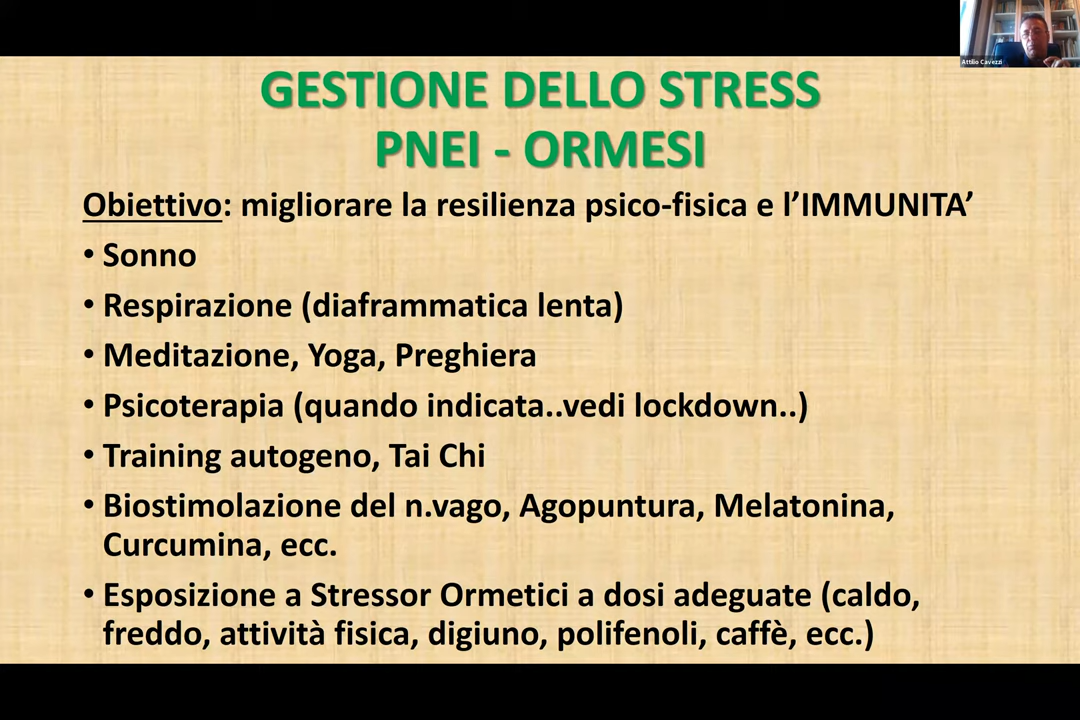 Attilio Cavezzi
GESTIONE DELLO STRESS
PNEI - ORMESI
Obiettivo: migliorare la resilienza psico-fisica e l’IMMUNITA’
• Sonno
• Respirazione (diaframmatica lenta)
• Meditazione, Yoga, Preghiera
• Psicoterapia (quando indicata..vedi lockdown..)
• Training autogeno, Tai Chi
• Biostimolazione del n.vago, Agopuntura, Melatonina,
Curcumina, ecc.
• Esposizione a Stressor Ormetici a dosi adeguate (caldo,
freddo, attività fisica, digiuno, polifenoli, caffè, ecc.)